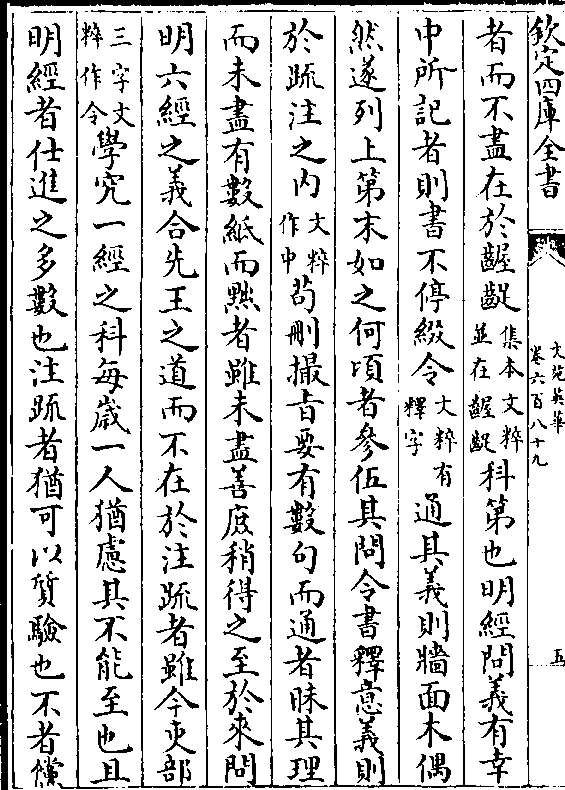 欽定四庫全書
文苑英華
卷六百八十九
五
者而不盡在於齷齪集本文粹並在齷齪科第也明經問義有幸
中所記者則書不停綴令文粹有釋字通其義則牆面木偶
然遂列上第末如之何頃者參伍其問令書釋意義則
於疏注之內文粹作中苟刪撮旨要有數句而通者昧其理
而未盡有數紙而黜者雖未盡善庶稍得之至於來問
明六經之義合先王之道而不在於注疏者雖今吏部
三字文粹作令學究一經之科每歲一人猶慮其不能至也且
明經者仕進之多數也注疏者猶可以質驗也不者儻